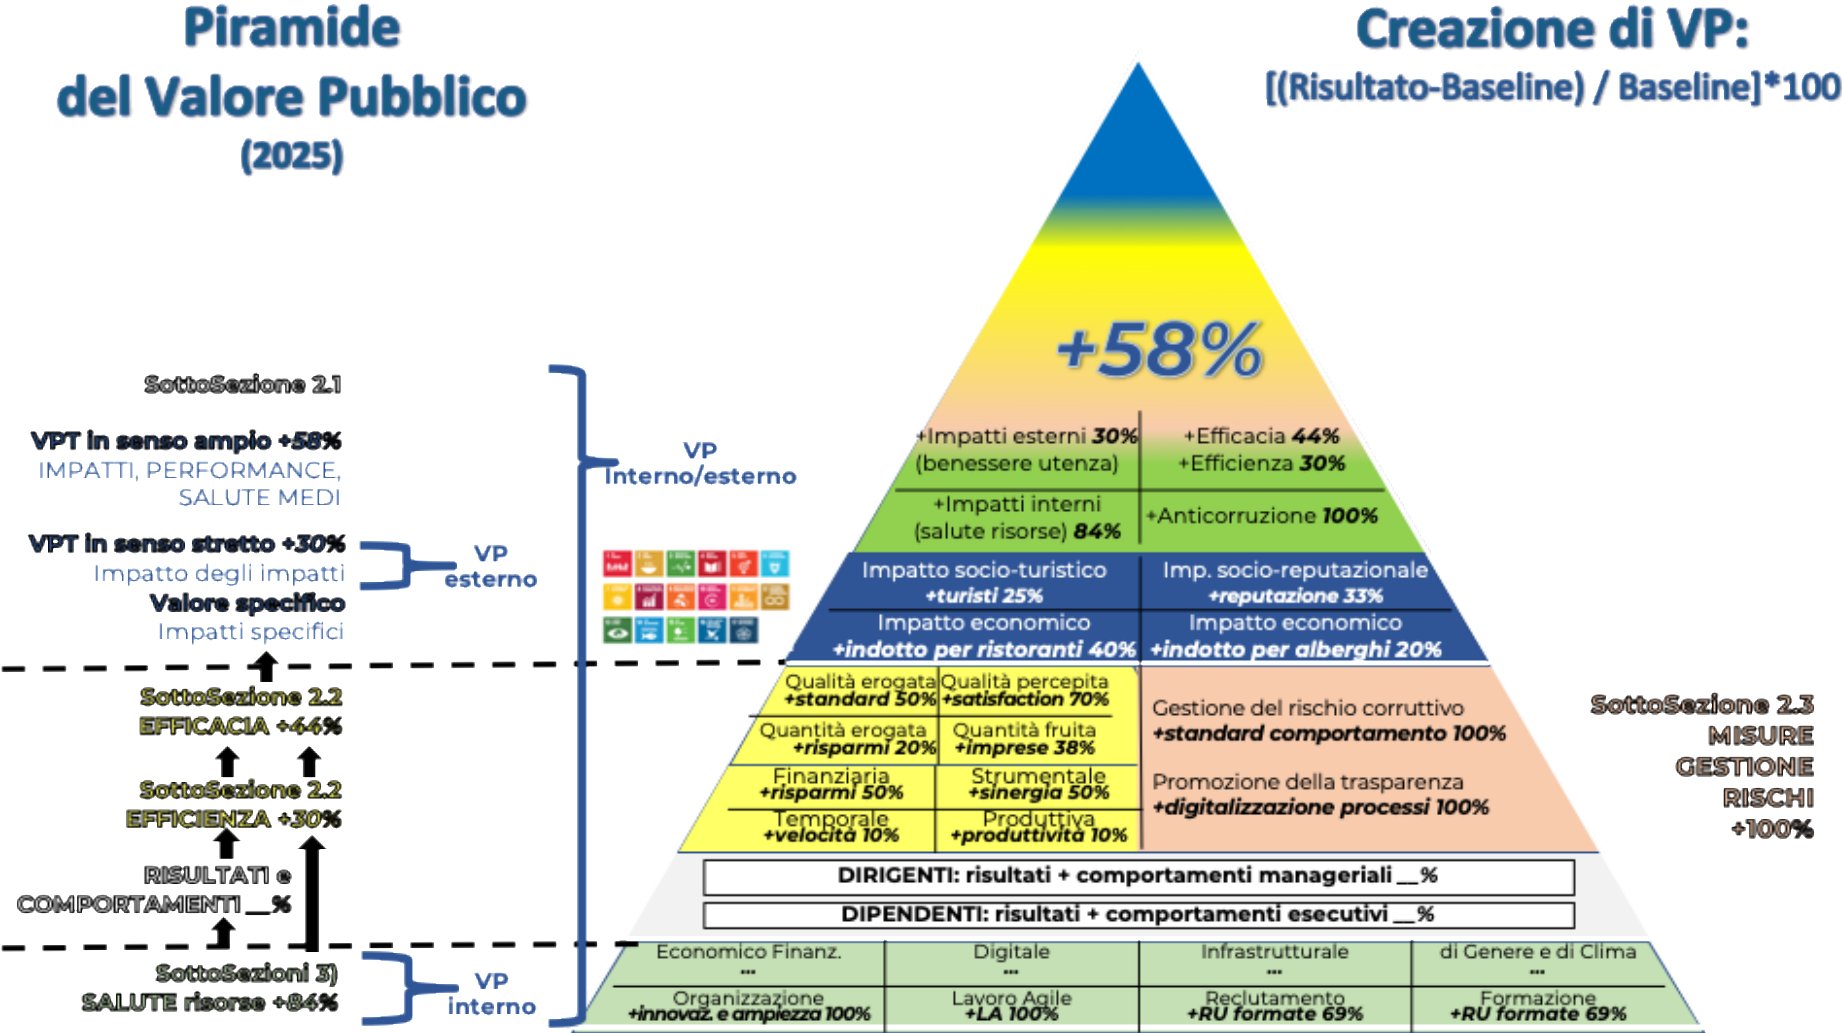 Piramide
del Valore Pubblico
(2025)
Creazione di VP:
[(Risultato-Baseline) / Baseline]*100
SottoSezione 2.1
VPT in senso ampio +58%
IMPATTI, PERFORMANCE,
SALUTE MEDI
VPT in senso stretto +30%
Impatto degli impatti
Valore specifico
Impatti specifici
SottoSezione 2.2
EFFICACIA +44%
SottoSezione 2.2
EFFICIENZA +30%
RISULTATI e
COMPORTAMENTI __%
SottoSezioni 3)
SALUTE risorse +84%
VP
esterno
VP
interno
VP
Interno/esterno
+58%
+Impatti esterni 30%
(benessere utenza)
+Efficacia 44%
+Efficienza 30%
+Impatti interni
(salute risorse) 84%
+Anticorruzione 100%
Impatto socio-turistico
+turisti 25%
Imp. socio-reputazionale
+reputazione 33%
Impatto economico
+indotto per ristoranti 40%
Impatto economico
+indotto per alberghi 20%
Qualità erogata
+standard 50%
Qualità percepita
+satisfaction 70%
Quantità erogata
+risparmi 20%
Quantità fruita
+imprese 38%
Finanziaria
+risparmi 50%
Strumentale
+sinergia 50%
Temporale
+velocità 10%
Produttiva
+produttività 10%
Gestione del rischio corruttivo
+standard comportamento 100%
Promozione della trasparenza
+digitalizzazione processi 100%
SottoSezione 2.3
MISURE
GESTIONE
RISCHI
+100%
DIRIGENTI: risultati + comportamenti manageriali __%
DIPENDENTI: risultati + comportamenti esecutivi __%
Economico Finanz.
...
Digitale
...
Infrastrutturale
...
di Genere e di Clima
...
Organizzazione
+innovaz. e ampiezza 100%
Lavoro Agile
+LA 100%
Reclutamento
+RU formate 69%
Formazione
+RU formate 69%